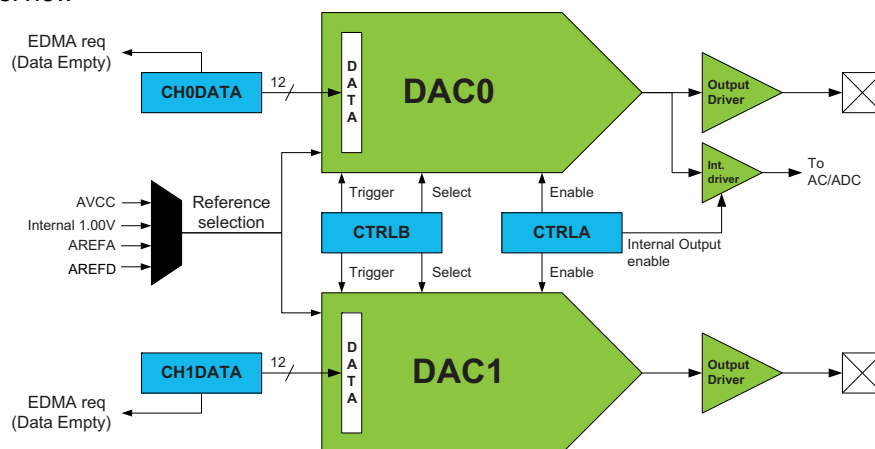 EDMA req
(Data Empty)
CH0DATA
12
D
A
T
A
DAC0
Output
Driver
Int.
driver
To
AC/ADC
AVCC
Internal 1.00V
AREFA
AREFD
Reference
selection
Trigger
Select
Enable
CTRLB
CTRLA
Internal Output
enable
Trigger
Select
Enable
CH1DATA
12
D
A
T
A
DAC1
Output
Driver
EDMA req
(Data Empty)